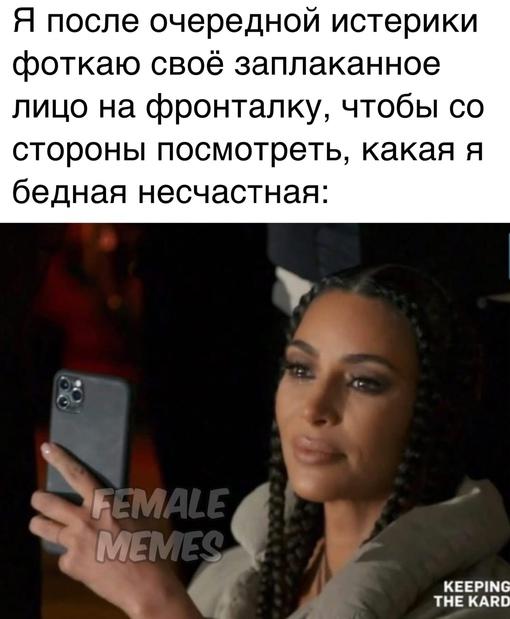 Я после очередной истерики
фоткаю своё заплаканное
лицо на фронталку, чтобы со
стороны посмотреть, какая я
бедная несчастная:
FEMALE
MEMES
KEEPING
THE KARD